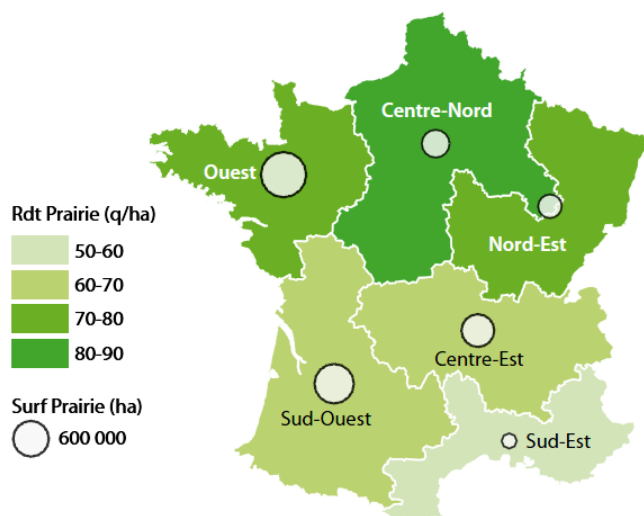 Centre-Nord
Ouest
Rdt Prairie (q/ha)
50-60
60-70
70-80
80-90
Nord-Est
Centre-Est
Surf Prairie (ha)
600 000
Sud-Ouest
Sud-Est